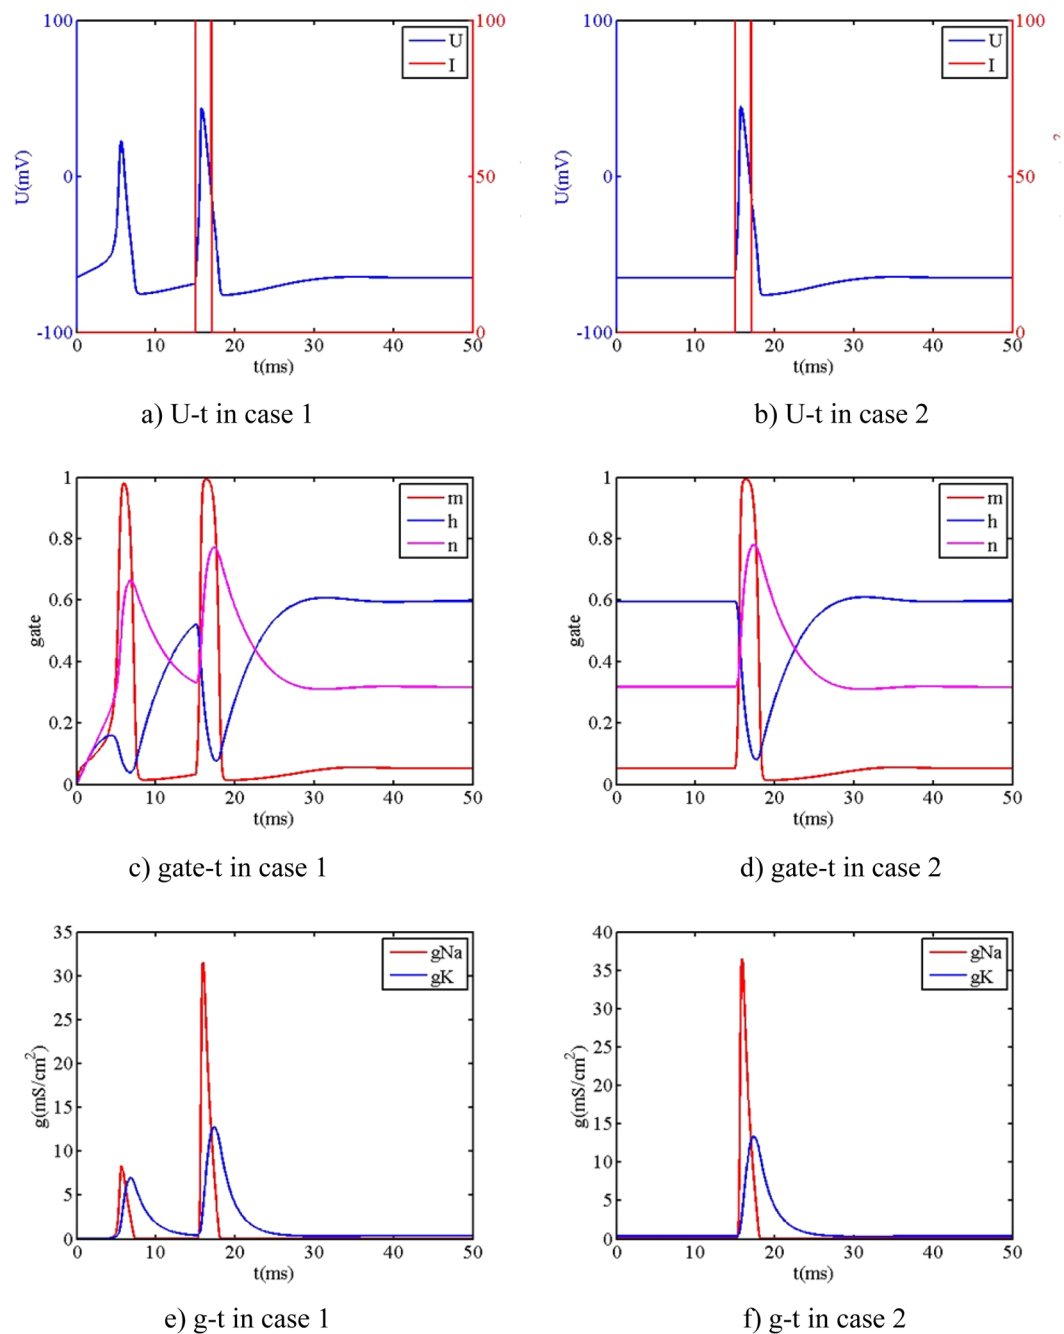 100
100
U
I
U(mV)
0
50
-100
0
0 10 20 30 40 50
t(ms)
a) U-t in case 1
100
100
U
I
U(mV)
0
50
2
-100
0
0 10 20 30 40 50
t(ms)
b) U-t in case 2
1
0.8
0.6
0.4
0.2
0
gate
m
h
n
0 10 20 30 40 50
t(ms)
c) gate-t in case 1
1
0.8
0.6
0.4
0.2
0
gate
m
h
n
0 10 20 30 40 50
t(ms)
d) gate-t in case 2
35
30
25
20
15
10
5
0
g(mS/cm²)
gNa
gK
0 10 20 30 40 50
t(ms)
e) g-t in case 1
40
35
30
25
20
15
10
5
0
g(mS/cm²)
gNa
gK
0 10 20 30 40 50
t(ms)
f) g-t in case 2